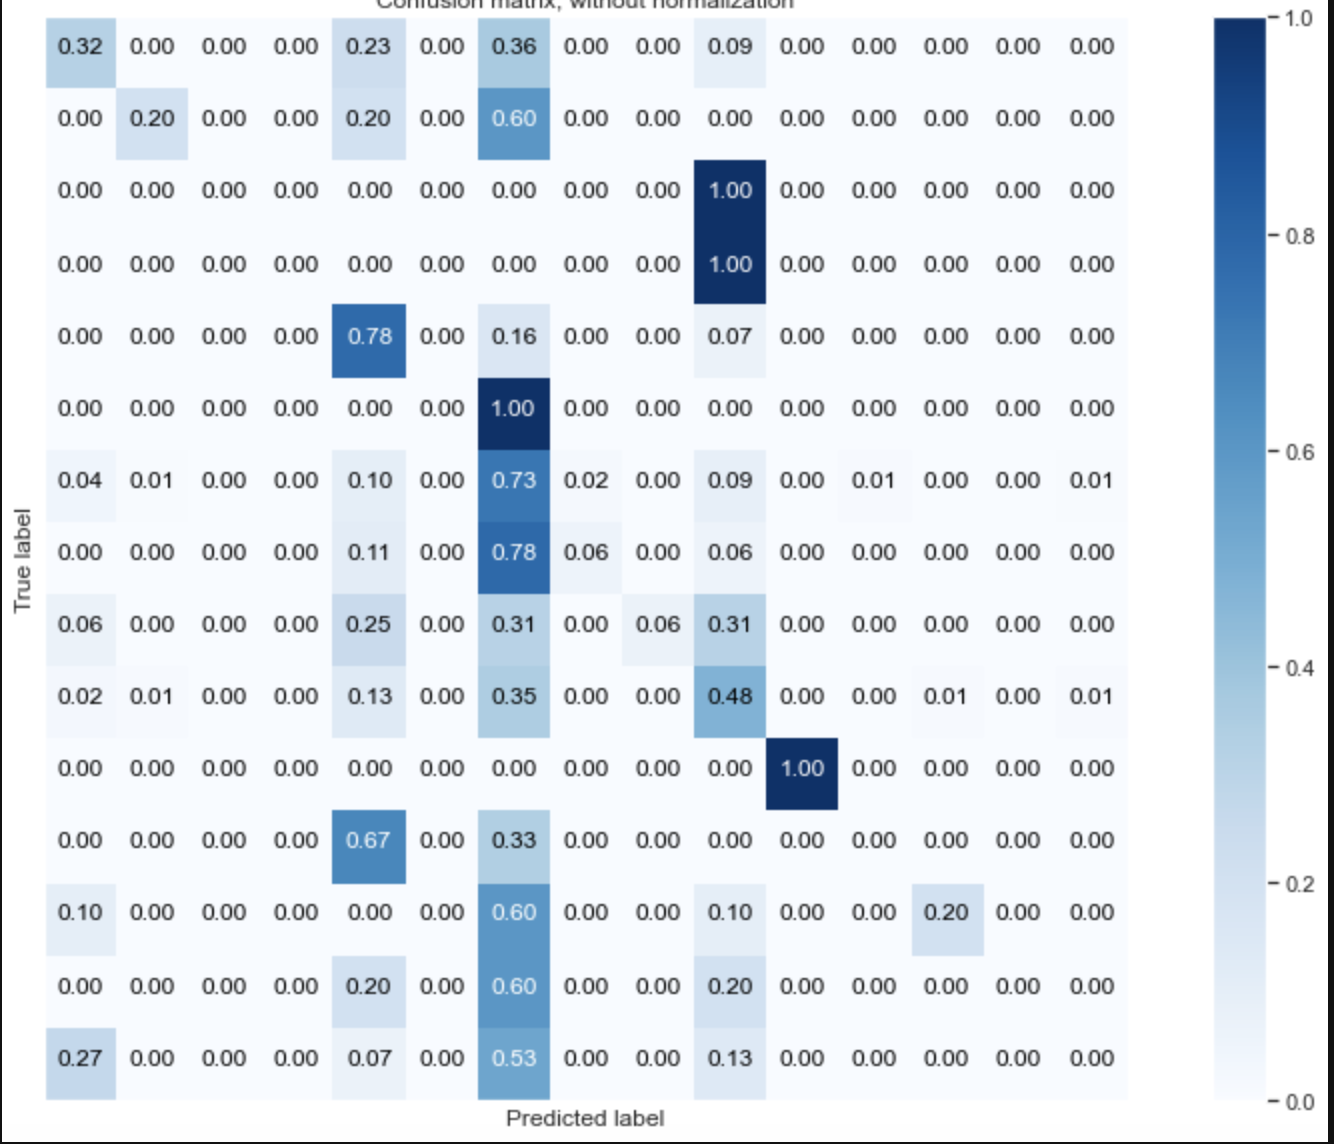 Confusion matrix, without normalization
0.32 0.00 0.00 0.00 0.23 0.00 0.36 0.00 0.00 0.09 0.00 0.00 0.00 0.00 0.00
0.00 0.20 0.00 0.00 0.20 0.00 0.60 0.00 0.00 0.00 0.00 0.00 0.00 0.00 0.00
0.00 0.00 0.00 0.00 0.00 0.00 0.00 0.00 0.00 1.00 0.00 0.00 0.00 0.00 0.00
0.00 0.00 0.00 0.00 0.00 0.00 0.00 0.00 0.00 1.00 0.00 0.00 0.00 0.00 0.00
0.00 0.00 0.00 0.00 0.78 0.00 0.16 0.00 0.00 0.07 0.00 0.00 0.00 0.00 0.00
0.00 0.00 0.00 0.00 0.00 0.00 1.00 0.00 0.00 0.00 0.00 0.00 0.00 0.00 0.00
0.04 0.01 0.00 0.00 0.10 0.00 0.73 0.02 0.00 0.09 0.00 0.01 0.00 0.00 0.01
0.00 0.00 0.00 0.00 0.11 0.00 0.78 0.06 0.00 0.06 0.00 0.00 0.00 0.00 0.00
0.06 0.00 0.00 0.00 0.25 0.00 0.31 0.00 0.06 0.31 0.00 0.00 0.00 0.00 0.00
0.02 0.01 0.00 0.00 0.13 0.00 0.35 0.00 0.00 0.48 0.00 0.00 0.01 0.00 0.01
0.00 0.00 0.00 0.00 0.00 0.00 0.00 0.00 0.00 0.00 1.00 0.00 0.00 0.00 0.00
0.00 0.00 0.00 0.00 0.67 0.00 0.33 0.00 0.00 0.00 0.00 0.00 0.00 0.00 0.00
0.10 0.00 0.00 0.00 0.00 0.00 0.60 0.00 0.00 0.10 0.00 0.00 0.20 0.00 0.00
0.00 0.00 0.00 0.00 0.20 0.00 0.60 0.00 0.00 0.20 0.00 0.00 0.00 0.00 0.00
0.27 0.00 0.00 0.00 0.07 0.00 0.53 0.00 0.00 0.13 0.00 0.00 0.00 0.00 0.00
True label
Predicted label
1.0
0.8
0.6
0.4
0.2
0.0